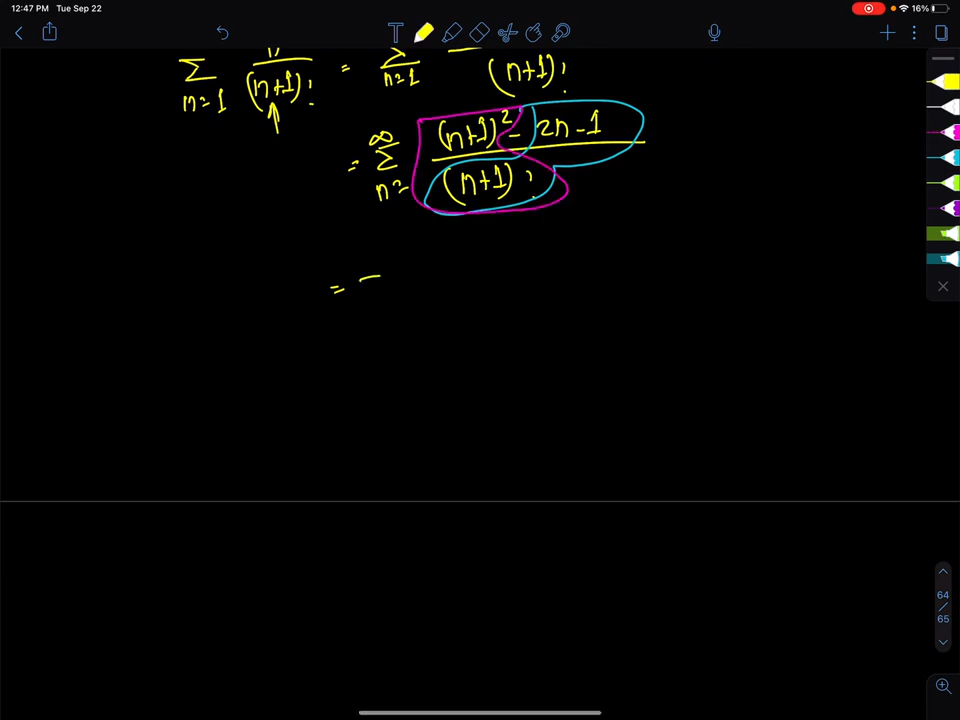 12:47 PM Tue Sep 22
16%
T
Σ n=1 (n+1)! = Σ n=1 (n+1)!
= Σ ∞ n= (n+1)² - 2n - 1 / (n+1)!
=
64
/
65